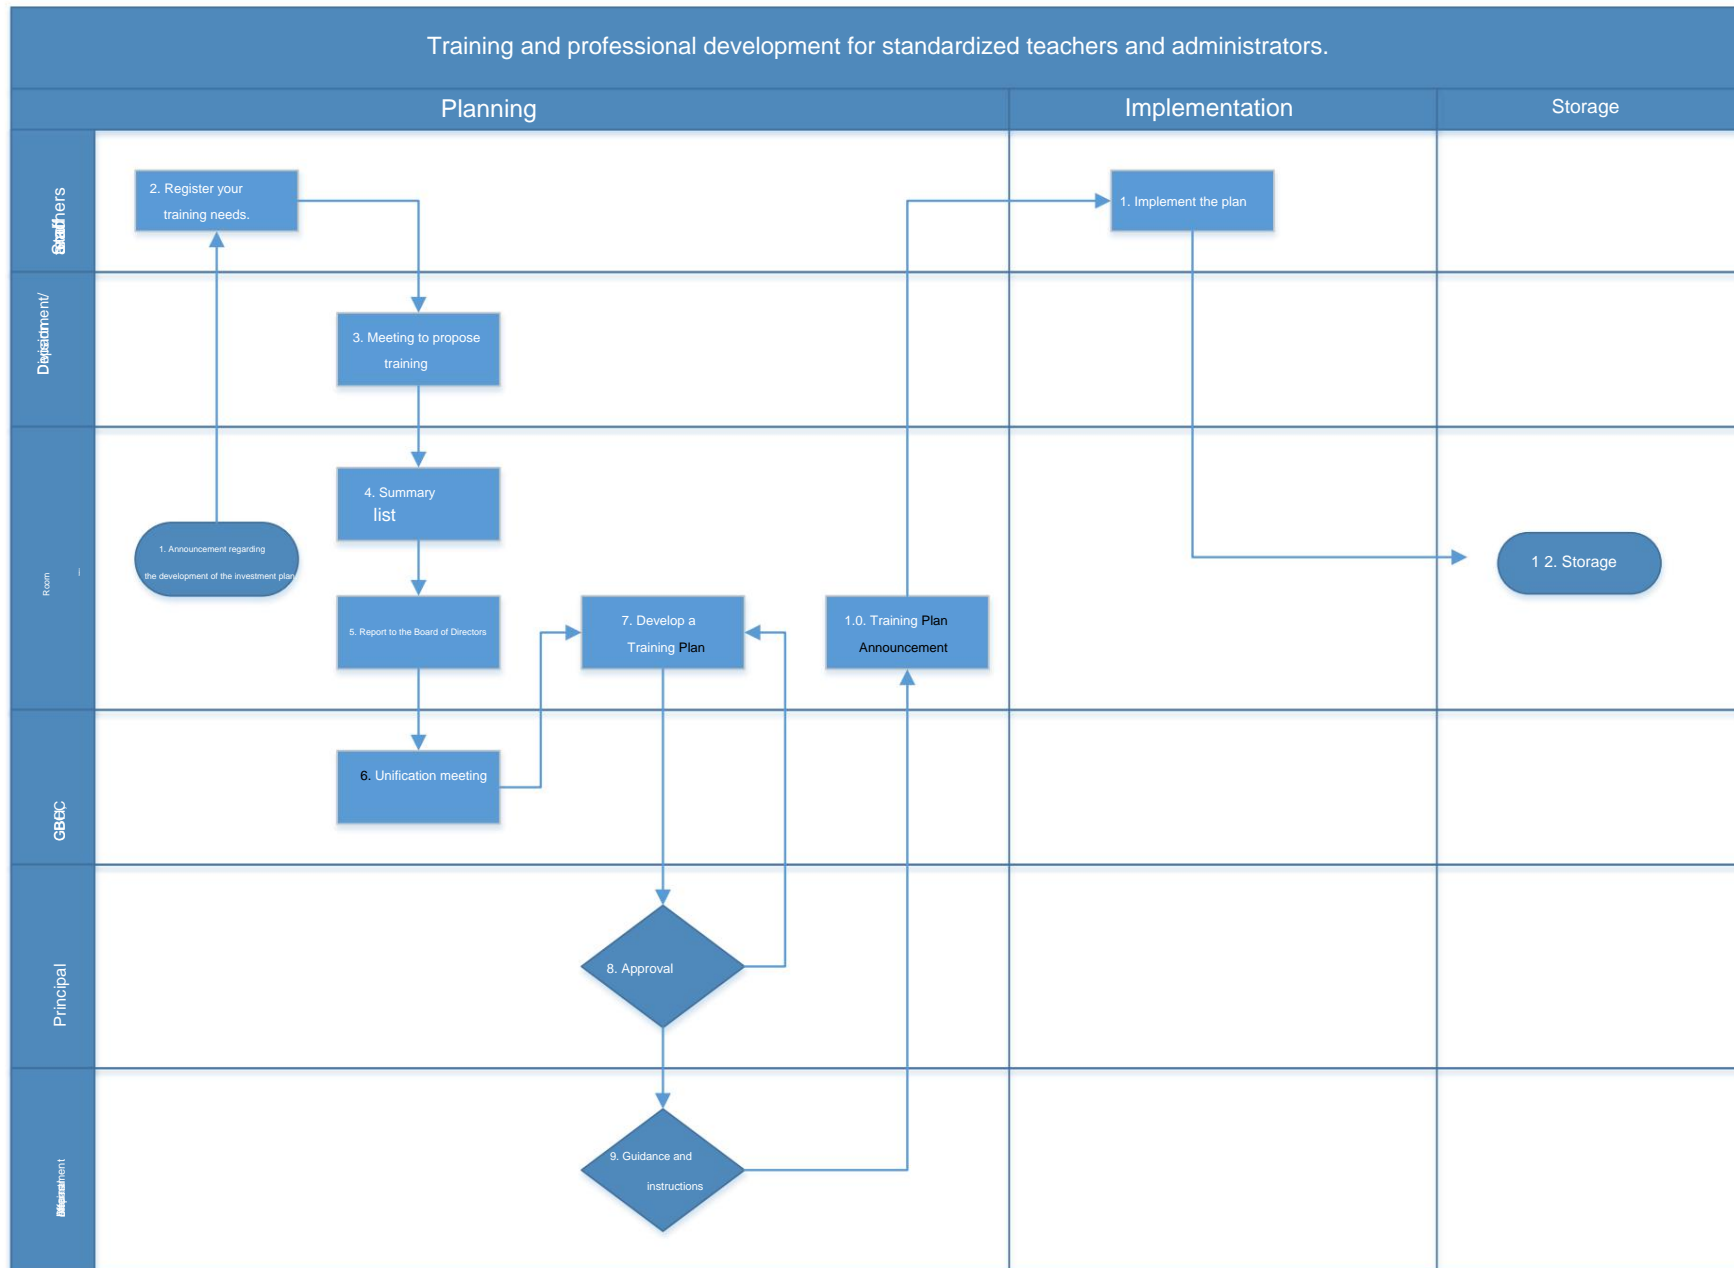 Training and professional development for standardized teachers and administrators.
Planning
Implementation
Storage
2. Register your
training needs.
1. Implement the plan
Department/
3. Meeting to propose
training
Room
4. Summary
list
1. Announcement regarding
the development of the investment plan
1 2. Storage
5. Report to the Board of Directors
7. Develop a
Training Plan
1.0. Training Plan
Announcement
6. Unification meeting
Principal
8. Approval
9. Guidance and
instructions